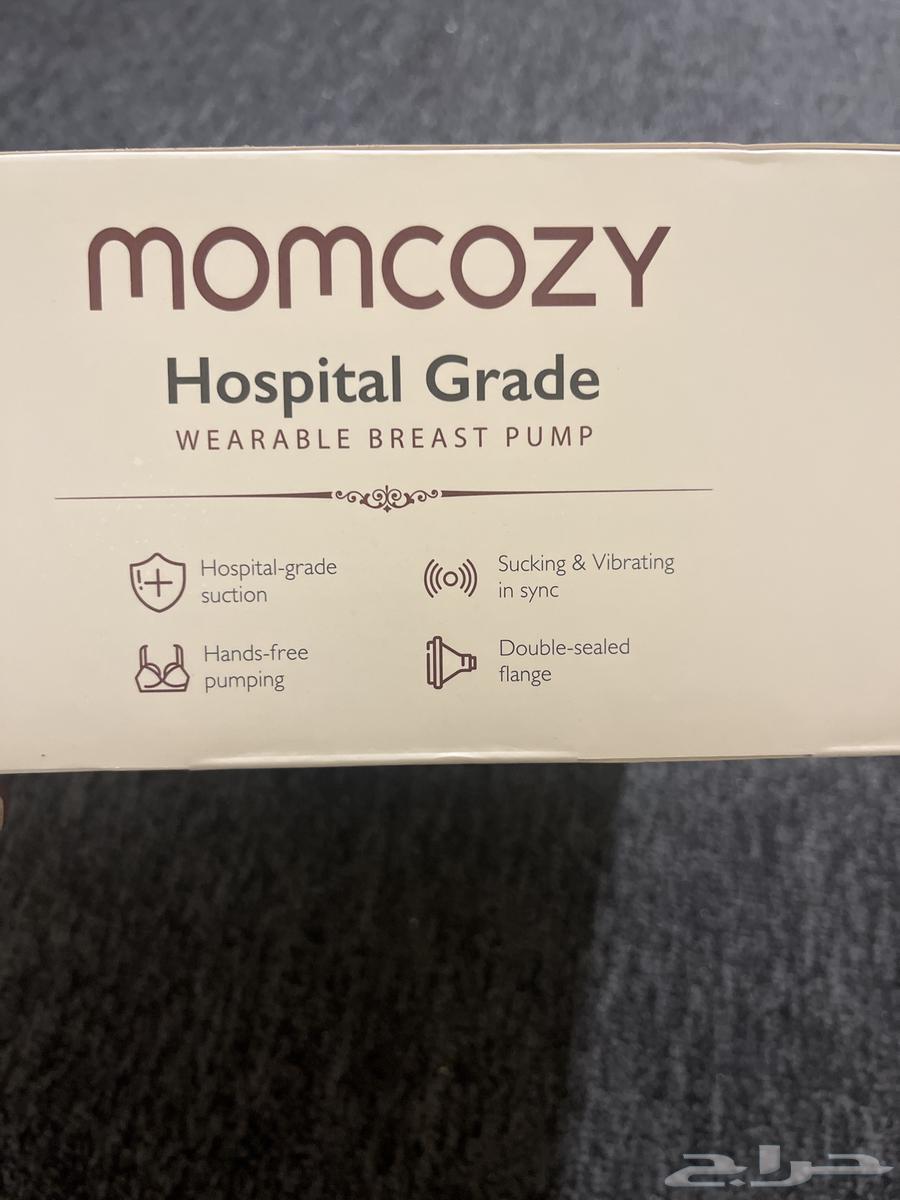 MOMCOZY
Hospital Grade
WEARABLE BREAST PUMP
Hospital-grade
suction
Sucking & Vibrating
in sync
Hands-free
pumping
Double-sealed
flange
حراج